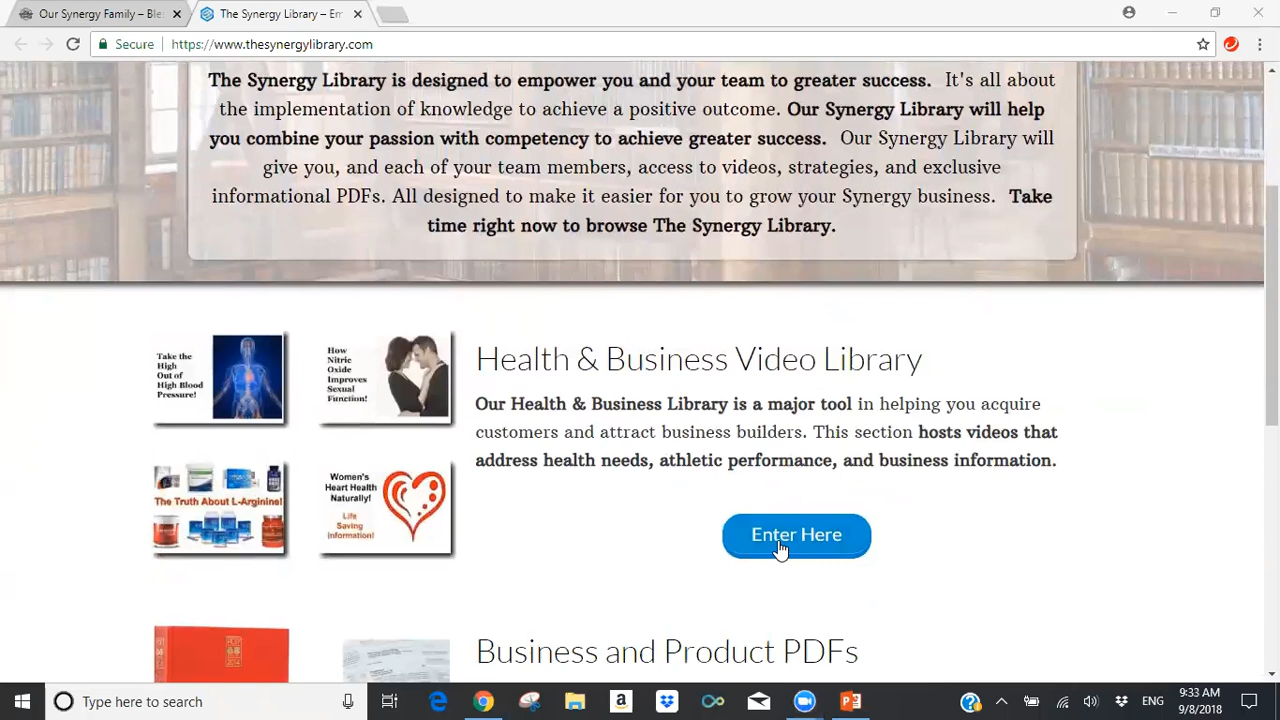 Our Synergy Family – Ble
The Synergy Library – Em
Secure
https://www.thesynergylibrary.com
The Synergy Library is designed to empower you and your team to greater success. It's all about
the implementation of knowledge to achieve a positive outcome. Our Synergy Library will help
you combine your passion with competency to achieve greater success. Our Synergy Library will
give you, and each of your team members, access to videos, strategies, and exclusive
informational PDFs. All designed to make it easier for you to grow your Synergy business. Take
time right now to browse The Synergy Library.
Take the
High
Out of
High Blood
Pressure!
How
Nitric
Oxide
Improves
Sexual
Function!
The Truth About L-Arginine!
Women's
Heart Health
Naturally!
Life
Saving
Information!
Health & Business Video Library
Our Health & Business Library is a major tool in helping you acquire
customers and attract business builders. This section hosts videos that
address health needs, athletic performance, and business information.
Enter Here
Business and Product PDFs
Type here to search
ENG
9:33 AM
9/8/2018